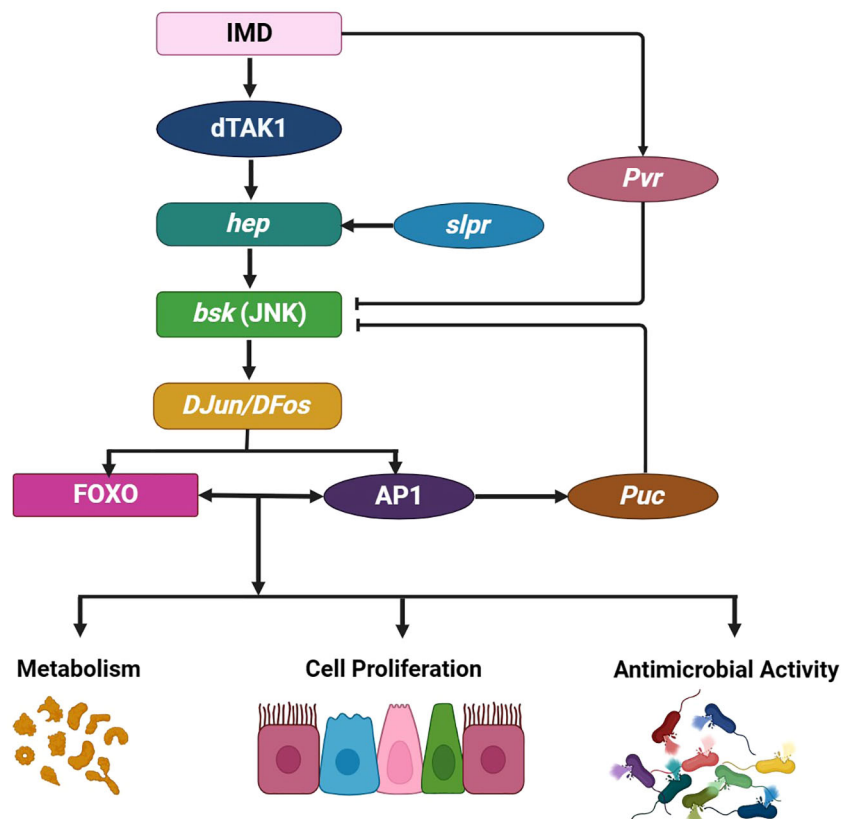 IMD
dTAK1
Pvr
hep
slpr
bsk (JNK)
DJun/DFos
FOXO
AP1
Puc
Metabolism
Cell Proliferation
Antimicrobial Activity